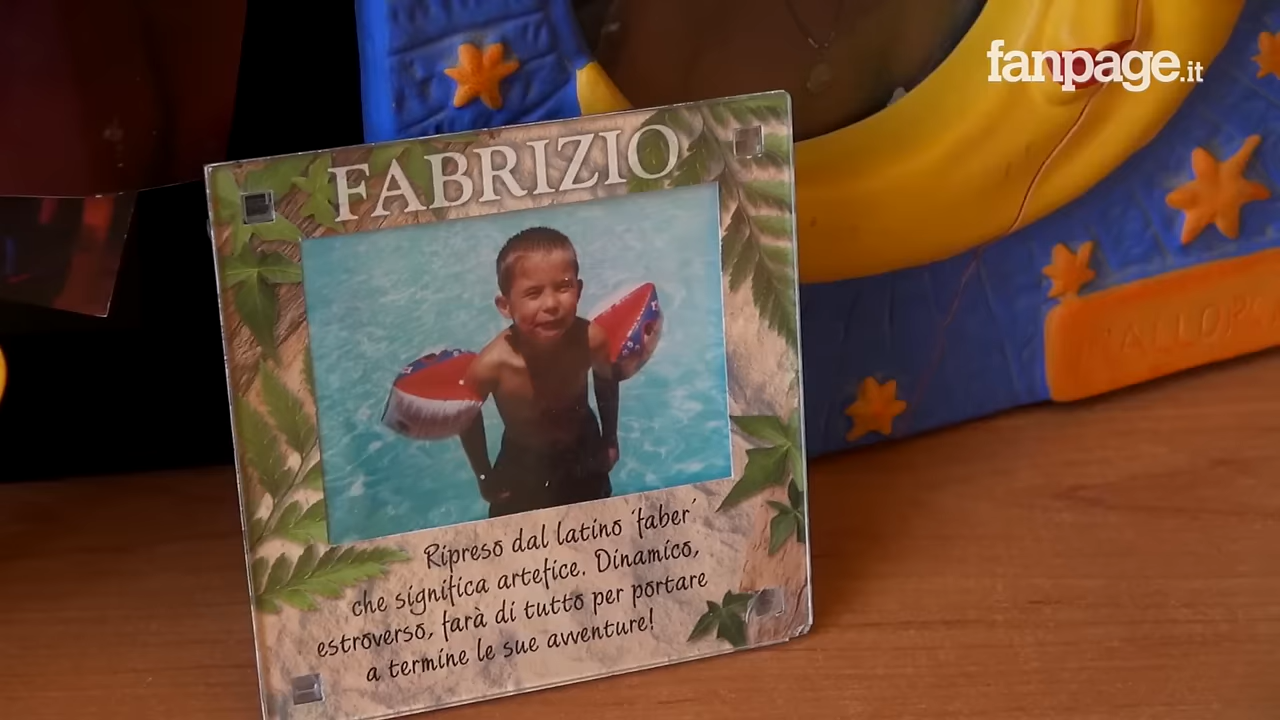 fanpage.it
FABRIZIO
Ripreso dal latino 'faber'
che significa artefice. Dinamico,
estroverso, farà di tutto per portare
a termine le sue avventure!